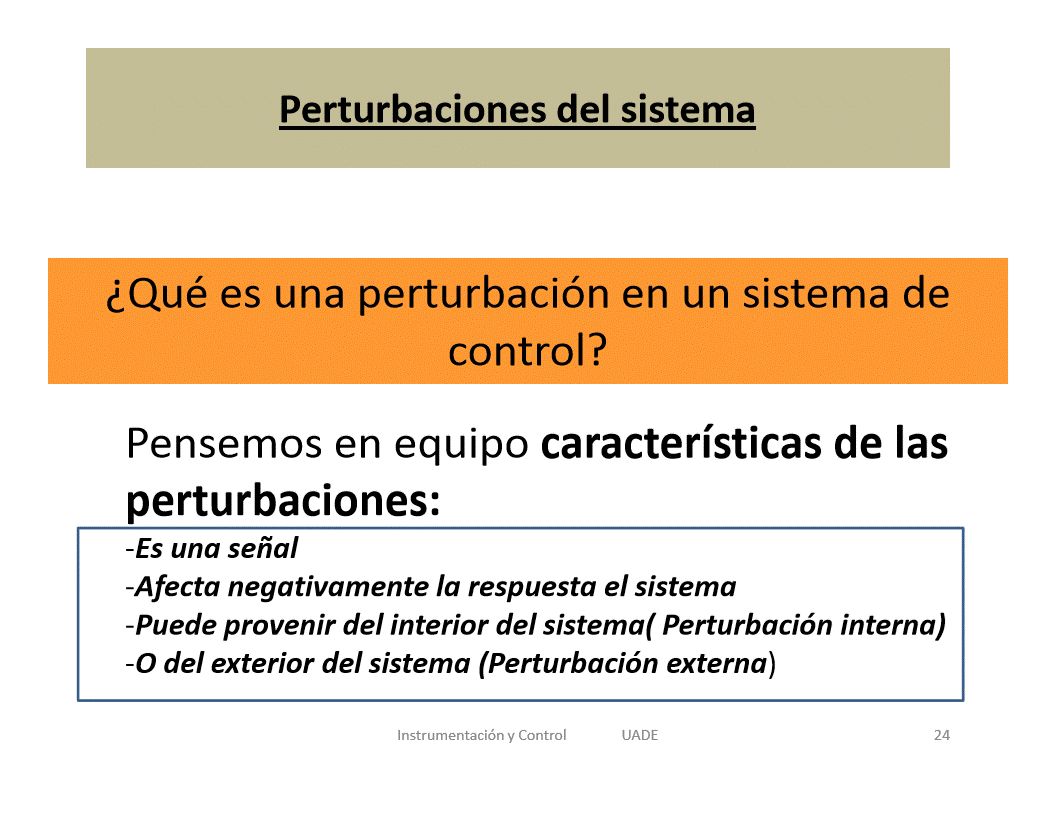 Perturbaciones del sistema
¿Qué es una perturbación en un sistema de
control?
Pensemos en equipo características de las
perturbaciones:
-Es una señal
-Afecta negativamente la respuesta el sistema
-Puede provenir del interior del sistema( Perturbación interna)
-O del exterior del sistema (Perturbación externa)
Instrumentación y Control UADE 24